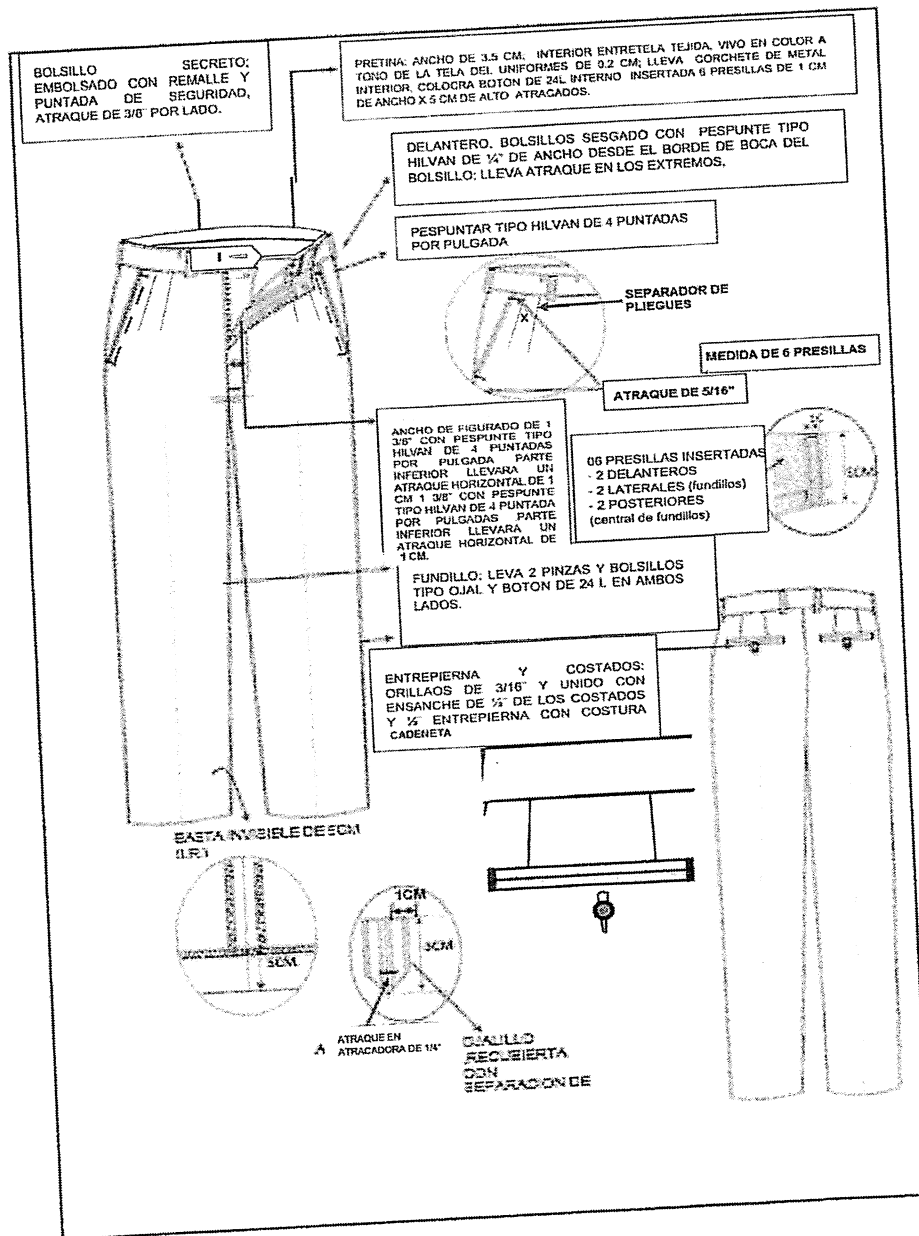 BOLSILLO SECRETO;
EMBOLSADO CON REMALLE Y
PUNTADA DE SEGURIDAD,
ATRAQUE DE 3/8" POR LADO.
PRETINA: ANCHO DE 3.5 CM; INTERIOR ENTRETELA TEJIDA, VIVO EN COLOR A
TONO DE LA TELA DEL UNIFORMES DE 0.2 CM; LLEVA CORCHETE DE METAL
INTERIOR, COLOCRA BOTÓN DE 24L INTERNO INSERTADA 6 PRESILLAS DE 1 CM
DE ANCHO X 5 CM DE ALTO ATRACADOS.
DELANTERO, BOLSILLOS SESGADO CON PESPUNTE TIPO
HILVAN DE ¼" DE ANCHO DESDE EL BORDE DE BOCA DEL
BOLSILLO; LLEVA ATRAQUE EN LOS EXTREMOS,
PESPUNTAR TIPO HILVAN DE 4 PUNTADAS
POR PULGADA
SEPARADOR DE
PLIEGUES
X
MEDIDA DE 6 PRESILLAS
ATRAQUE DE 5/16"
ANCHO DE FIGURADO DE 1
3/8" CON PESPUNTE TIPO
HILVAN DE 4 PUNTADAS
POR PULGADA PARTE
INFERIOR LLEVARA UN
ATRAQUE HORIZONTAL DE 1
CM 1 3/8" CON PESPUNTE
TIPO HILVAN DE 4 PUNTADA
POR PULGADAS PARTE
INFERIOR LLEVARA UN
ATRAQUE HORIZONTAL DE
1 CM.
06 PRESILLAS INSERTADAS
- 2 DELANTEROS
- 2 LATERALES (fundillos)
- 2 POSTERIORES
(central de fundillos)
5CM
FUNDILLO: LEVA 2 PINZAS Y BOLSILLOS
TIPO OJAL Y BOTON DE 24 L EN AMBOS
LADOS.
ENTREPIERNA Y COSTADOS:
ORILLAOS DE 3/16" Y UNIDO CON
ENSANCHE DE ½" DE LOS COSTADOS
Y ½" ENTREPIERNA CON COSTURA
CADENETA
BASTA INVISIBLE DE 5CM
5CM
1CM
5CM
A ATRAQUE EN
ATRACADORA DE 1/4"
OJALILLO
RECUBIERTA
CON
SEPARACION DE